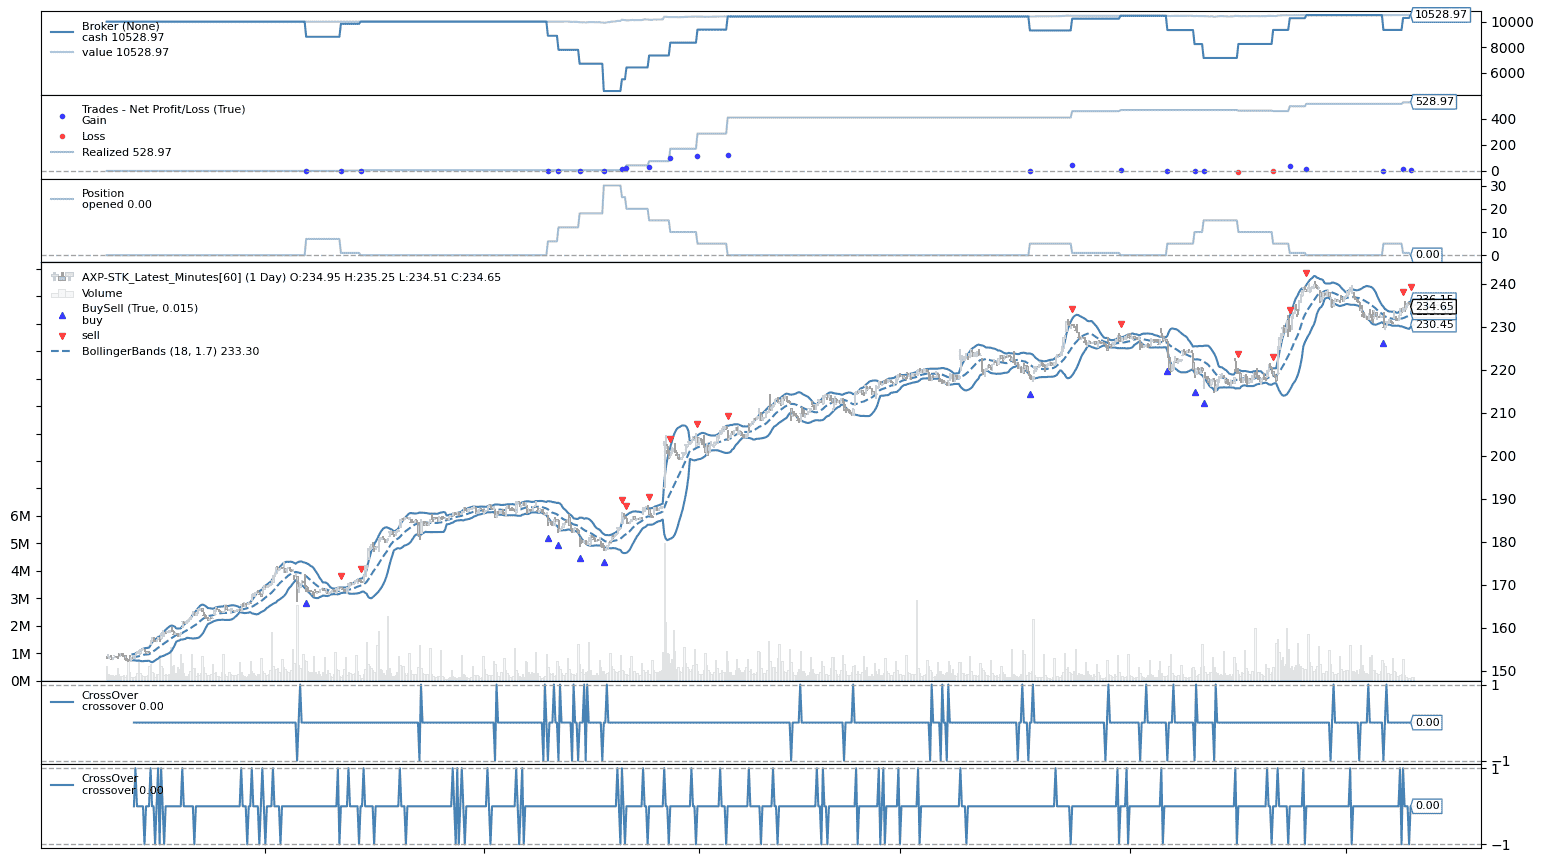 Broker (None)
cash 10528.97
value 10528.97
10528.97
10000
8000
6000
Trades - Net Profit/Loss (True)
Gain
Loss
Realized 528.97
528.97
400
200
0
Position
opened 0.00
30
20
10
0
0.00
AXP-STK_Latest_Minutes[60] (1 Day) O:234.95 H:235.25 L:234.51 C:234.65
Volume
BuySell (True, 0.015)
buy
sell
BollingerBands (18, 1.7) 233.30
240
236.15
234.65
230
230.45
220
210
200
190
180
170
160
150
6M
5M
4M
3M
2M
1M
0M
CrossOver
crossover 0.00
1
0.00
−1
CrossOver
crossover 0.00
1
0.00
−1